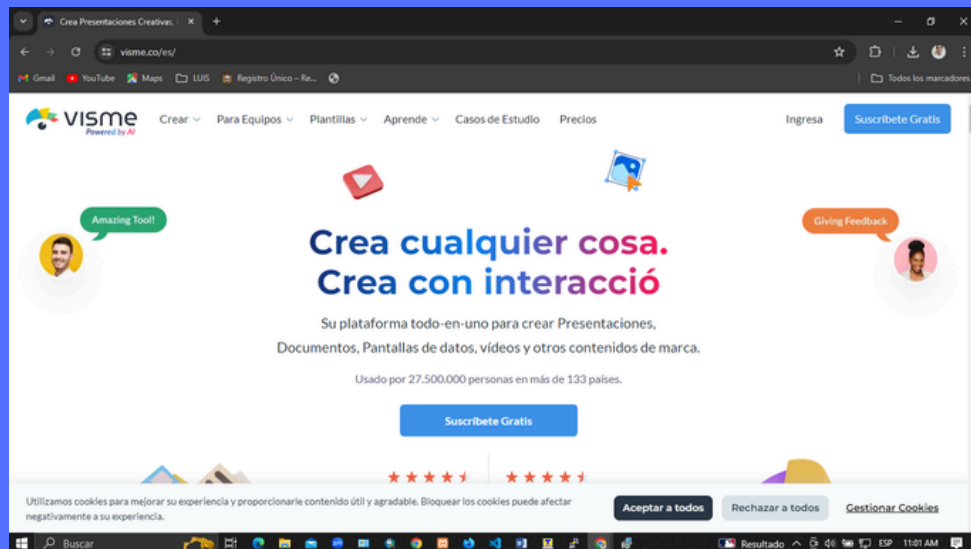 Crea Presentaciones Creativas, I
visme.co/es/
Gmail YouTube Maps LUIS Registro Único – Re... Todos los marcadores
VISME Crear Para Equipos Plantillas Aprende Casos de Estudio Precios Ingresa Suscríbete Gratis
Powered by AI
Amazing Tool!
Giving Feedback
Crea cualquier cosa.
Crea con interacció
Su plataforma todo-en-uno para crear Presentaciones,
Documentos, Pantallas de datos, vídeos y otros contenidos de marca.
Usado por 27.500.000 personas en más de 133 países.
Suscríbete Gratis
Utilizamos cookies para mejorar su experiencia y proporcionarle contenido útil y agradable. Bloquear los cookies puede afectar
negativamente a su experiencia.
Aceptar a todos Rechazar a todos Gestionar Cookies
Buscar Resultado ESP 11:01 AM